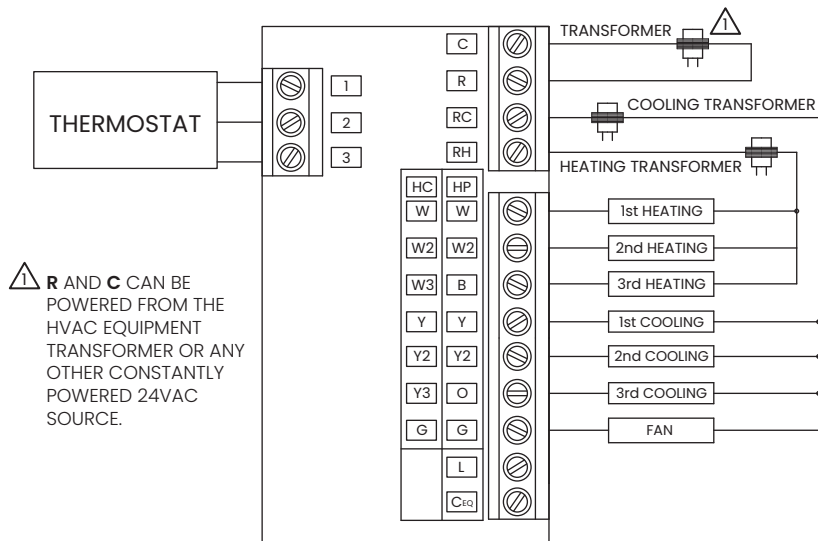 TRANSFORMER
1
C
R
RC
COOLING TRANSFORMER
RH
HEATING TRANSFORMER
THERMOSTAT
1
2
3
HC HP
W W 1st HEATING
W2 W2 2nd HEATING
W3 B 3rd HEATING
Y Y 1st COOLING
Y2 Y2 2nd COOLING
Y3 O 3rd COOLING
G G FAN
L
CEQ
1 R AND C CAN BE
POWERED FROM THE
HVAC EQUIPMENT
TRANSFORMER OR ANY
OTHER CONSTANTLY
POWERED 24VAC
SOURCE.